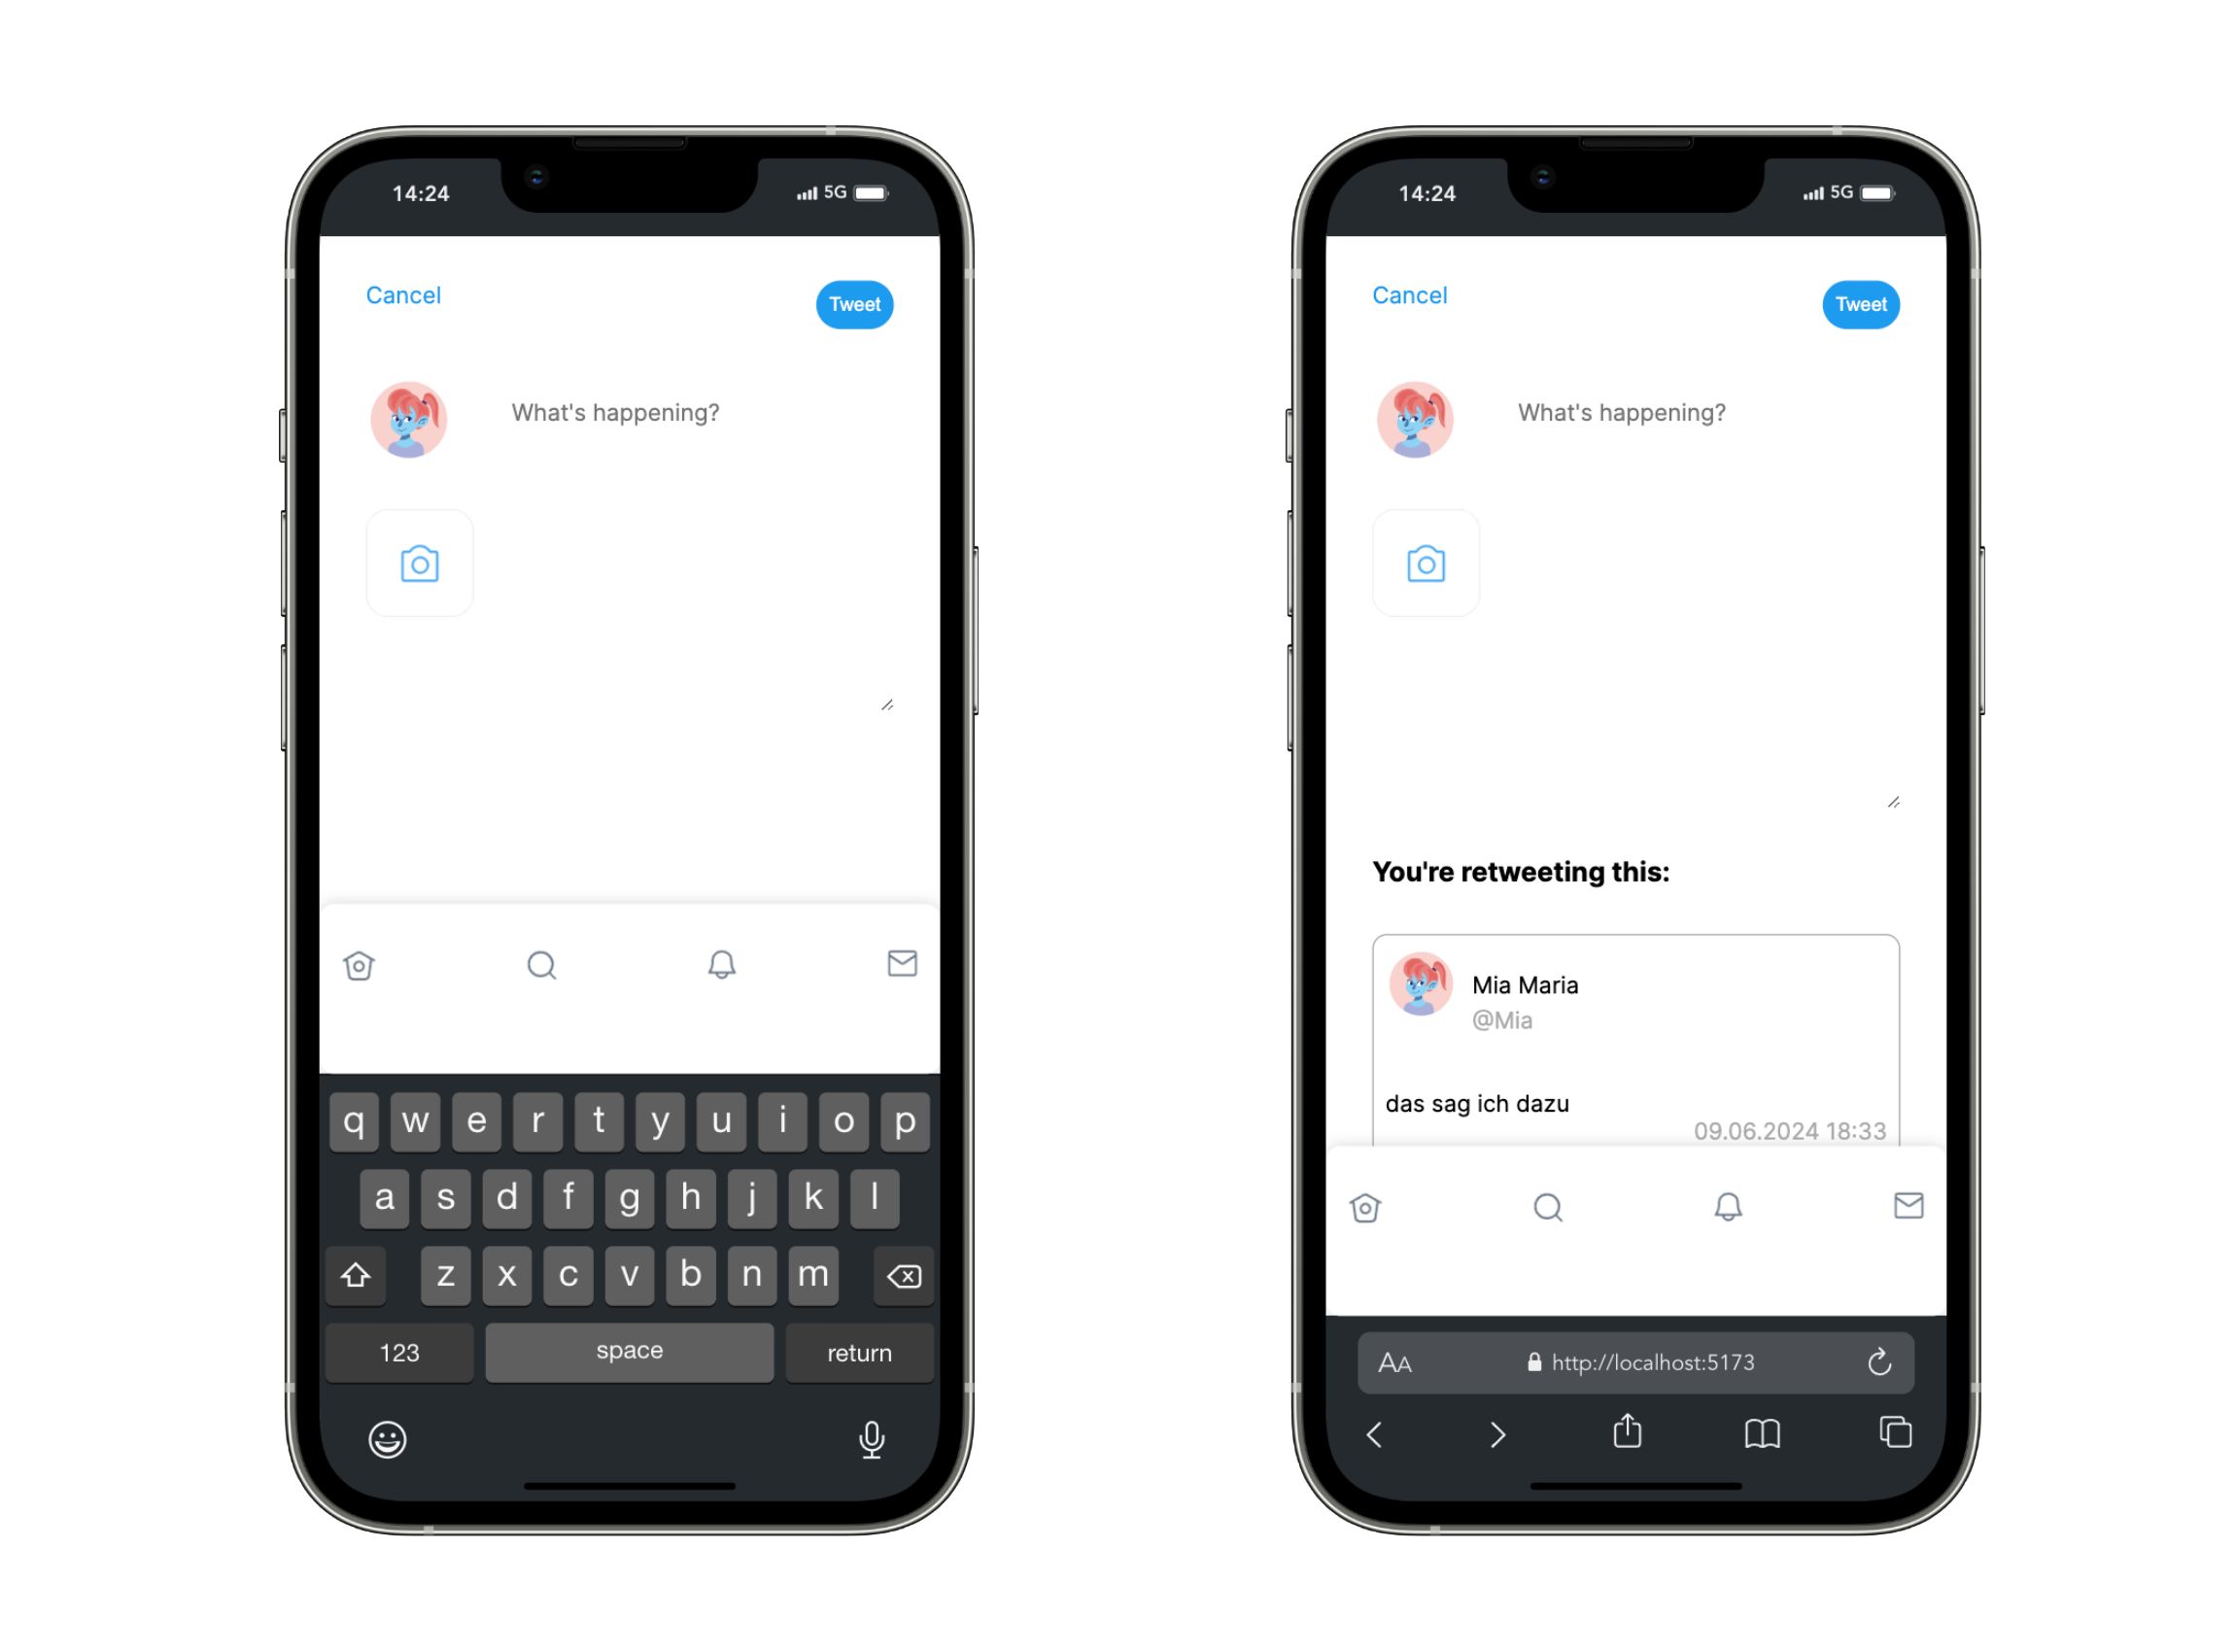 14:24
5G
Cancel
Tweet
What's happening?
q w e r t y u i o p
a s d f g h j k l
z x c v b n m
123 space return
14:24
5G
Cancel
Tweet
What's happening?
You're retweeting this:
Mia Maria
@Mia
das sag ich dazu
09.06.2024 18:33
AA http://localhost:5173